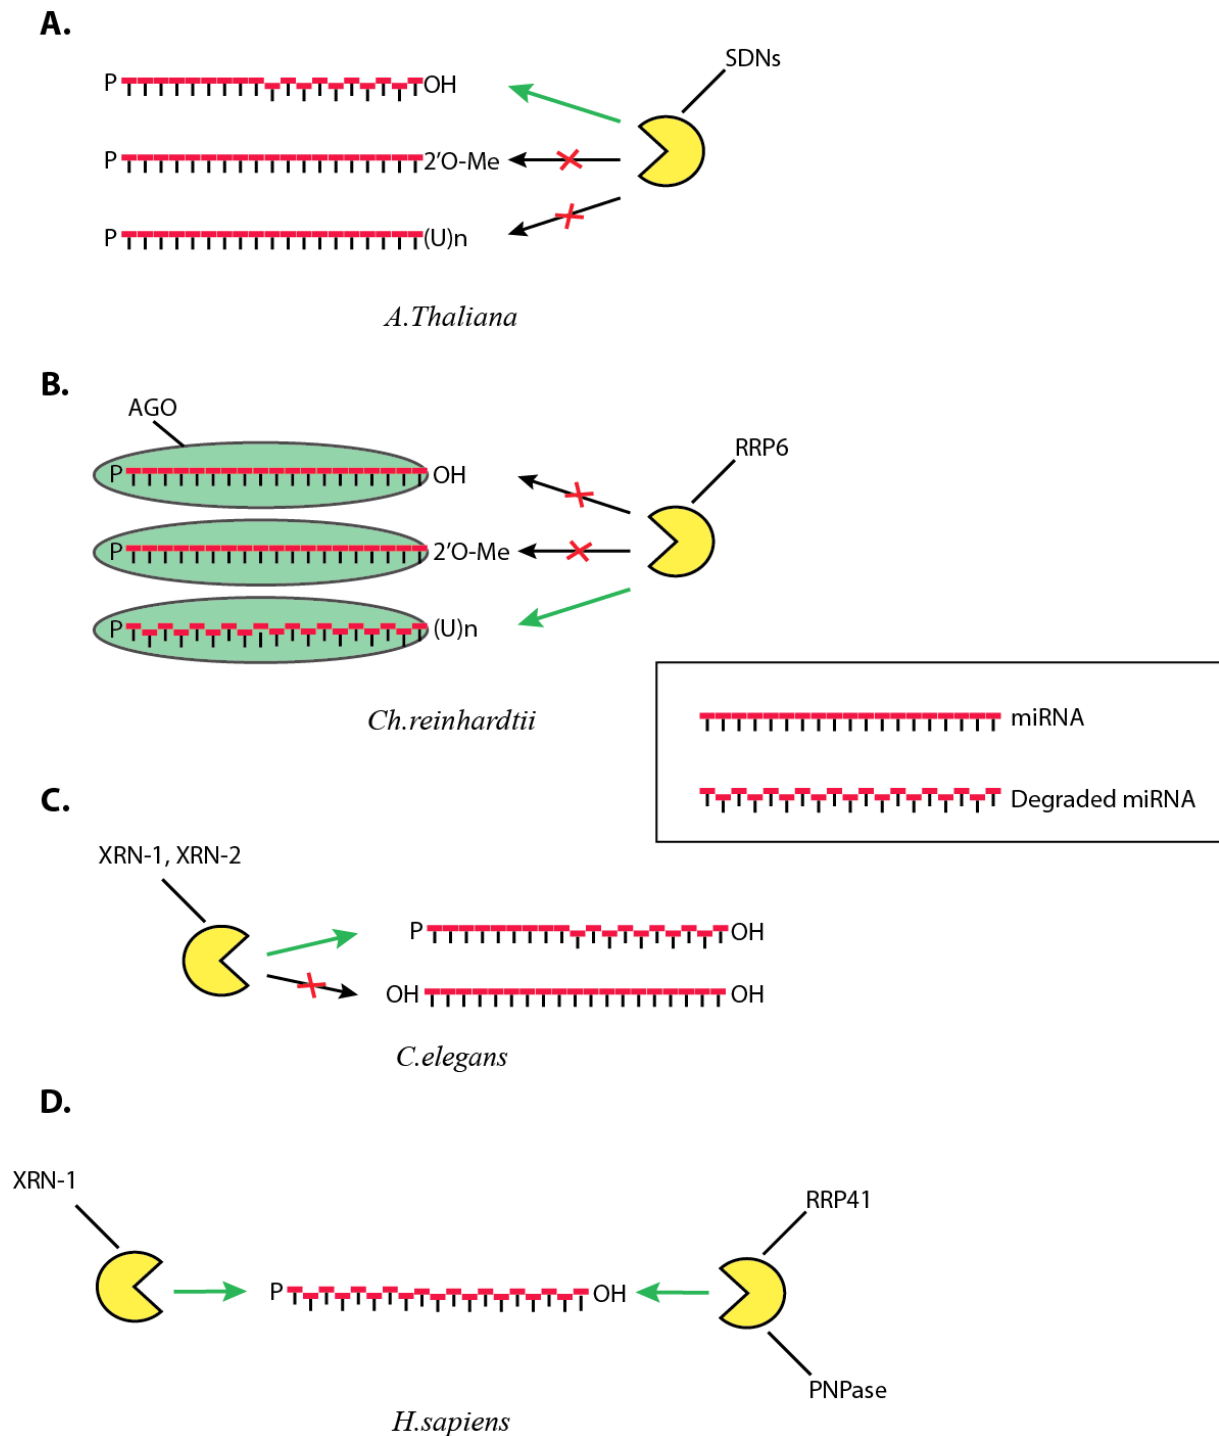 A.
SDNs
P OH
P 2'O-Me
P (U)n
A.Thaliana
B.
AGO
RRP6
P OH
P 2'O-Me
P (U)n
Ch.reinhardtii
miRNA
Degraded miRNA
C.
XRN-1, XRN-2
P OH
OH OH
C.elegans
D.
XRN-1
RRP41
P OH
PNPase
H.sapiens